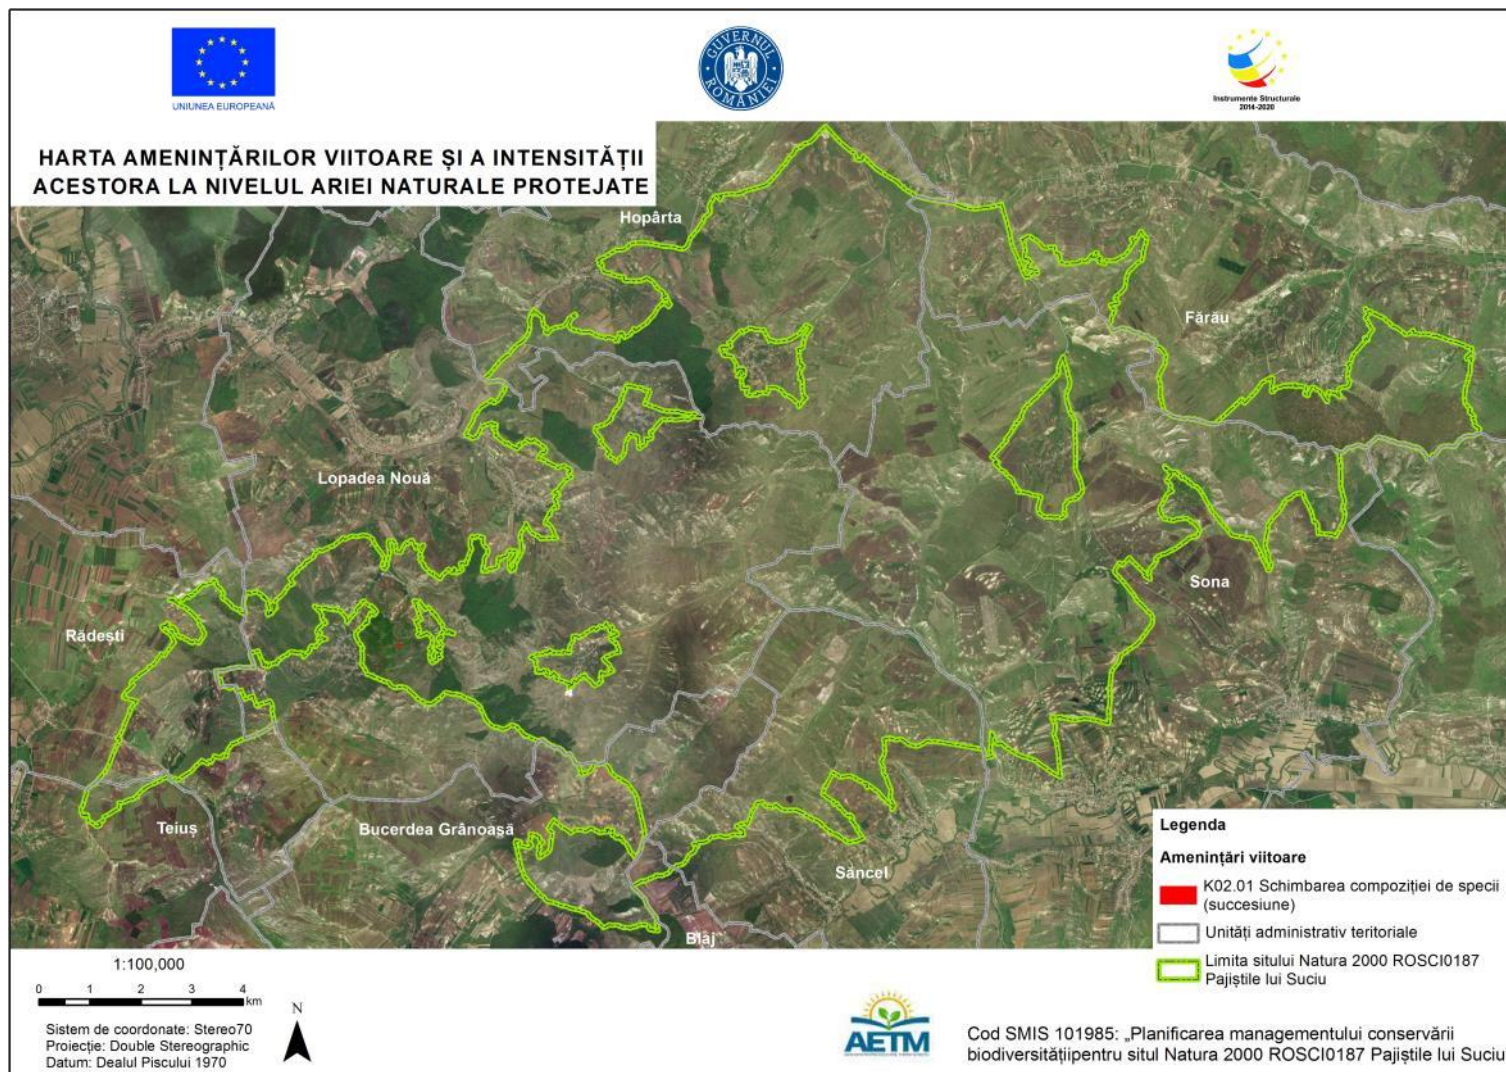 UNIUNEA EUROPEANĂ
GUVERNUL ROMÂNIEI
Instrumente Structurale
2014-2020
HARTA AMENINȚĂRILOR VIITOARE ȘI A INTENSITĂȚII
ACESTORA LA NIVELUL ARIEI NATURALE PROTEJATE
Hopârta
Fărău
Lopadea Nouă
Sona
Rădești
Teiuș
Bucerdea Grânoașă
Sâncel
Blaj
Legenda
Amenințări viitoare
K02.01 Schimbarea compoziției de specii
(succesiune)
Unități administrativ teritoriale
Limita sitului Natura 2000 ROSCI0187
Pajiștile lui Suciu
1:100,000
0 1 2 3 4
km
N
Sistem de coordonate: Stereo70
Proiecție: Double Stereographic
Datum: Dealul Piscului 1970
AETM
Cod SMIS 101985: „Planificarea managementului conservării
biodiversitățiipentru situl Natura 2000 ROSCI0187 Pajiștile lui Suciu